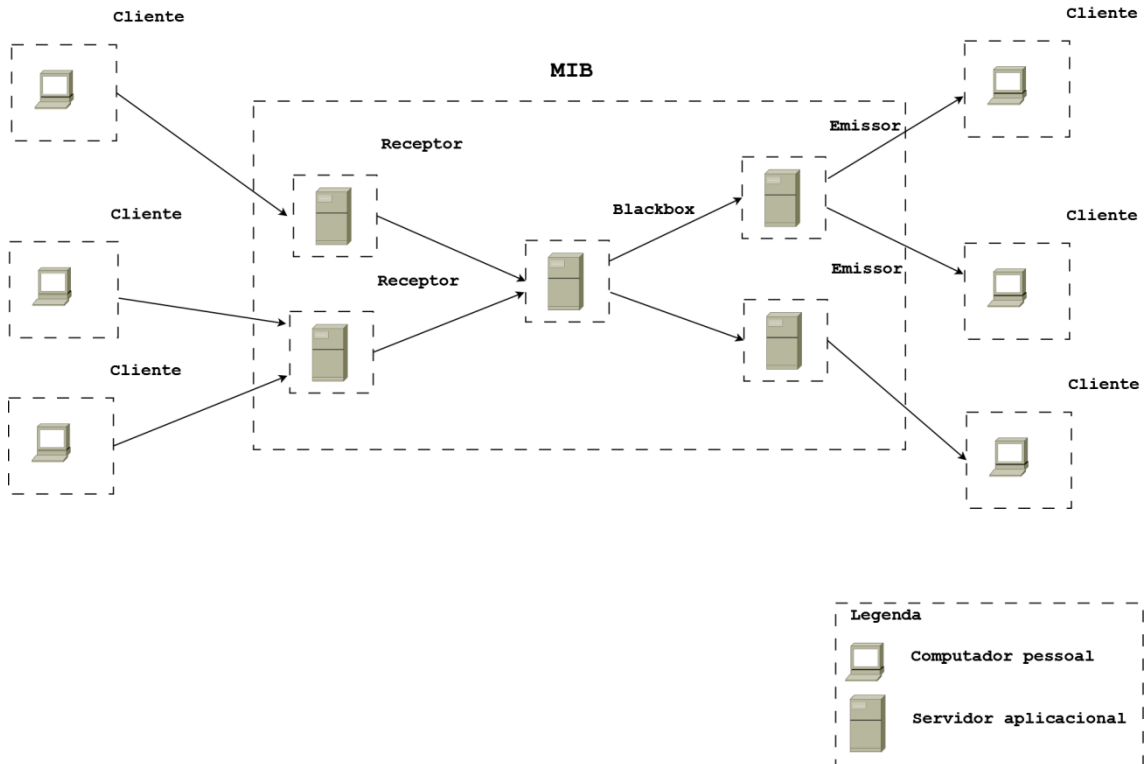 Cliente
Cliente
MIB
Emissor
Receptor
Cliente
Blackbox
Cliente
Receptor
Emissor
Cliente
Cliente
Legenda
Computador pessoal
Servidor aplicacional